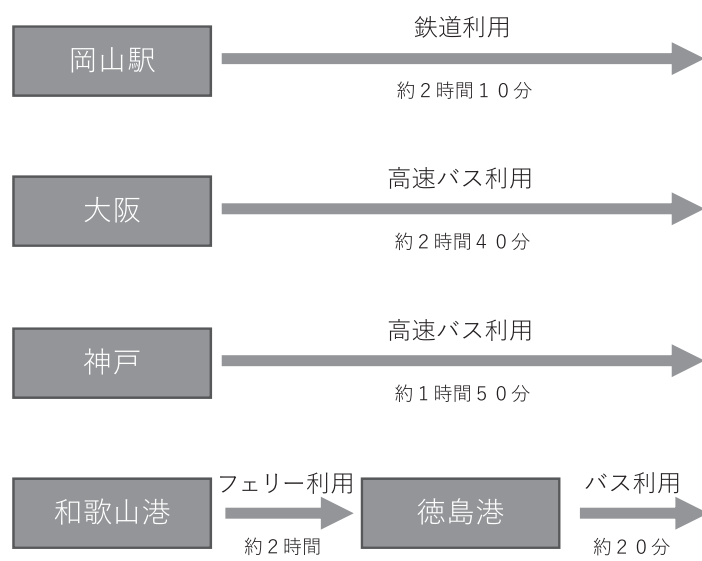 鉄道利用
岡山駅
約２時間１０分
高速バス利用
大阪
約２時間４０分
高速バス利用
神戸
約１時間５０分
フェリー利用
バス利用
和歌山港
徳島港
約２時間
約２０分